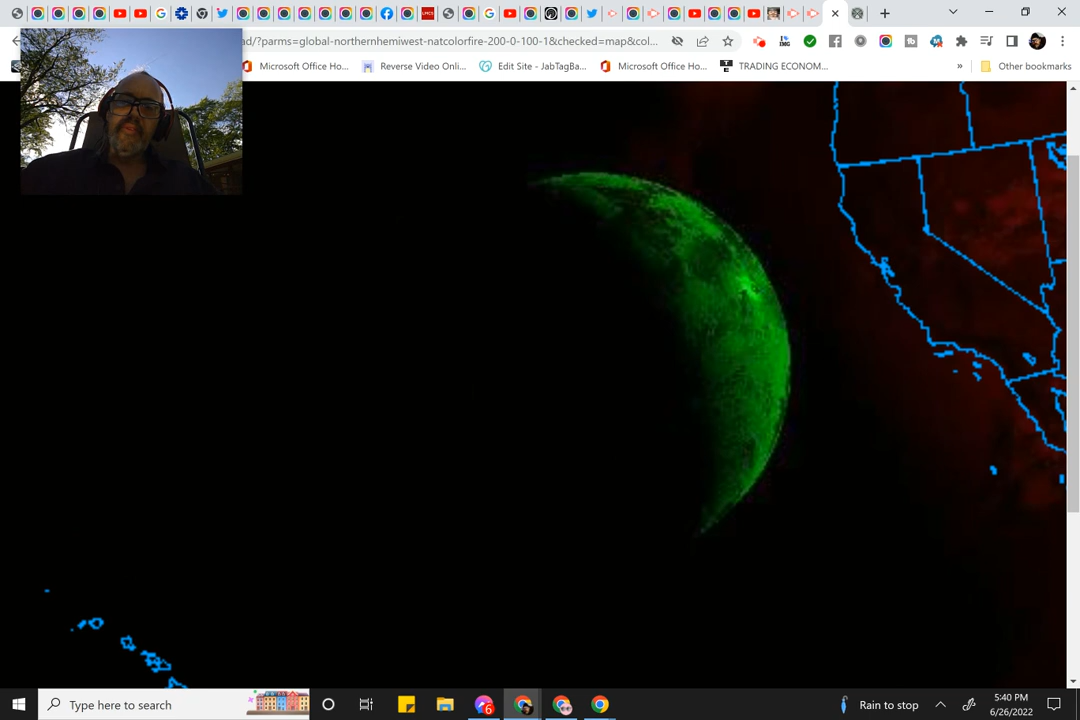 ad/?parms=global-northernhemiwest-natcolorfire-200-0-100-1&checked=map&col...
Microsoft Office Ho...
Reverse Video Onli...
Edit Site - JabTagBa...
Microsoft Office Ho...
TRADING ECONOM...
»
Other bookmarks
Type here to search
6
Rain to stop
5:40 PM
6/26/2022